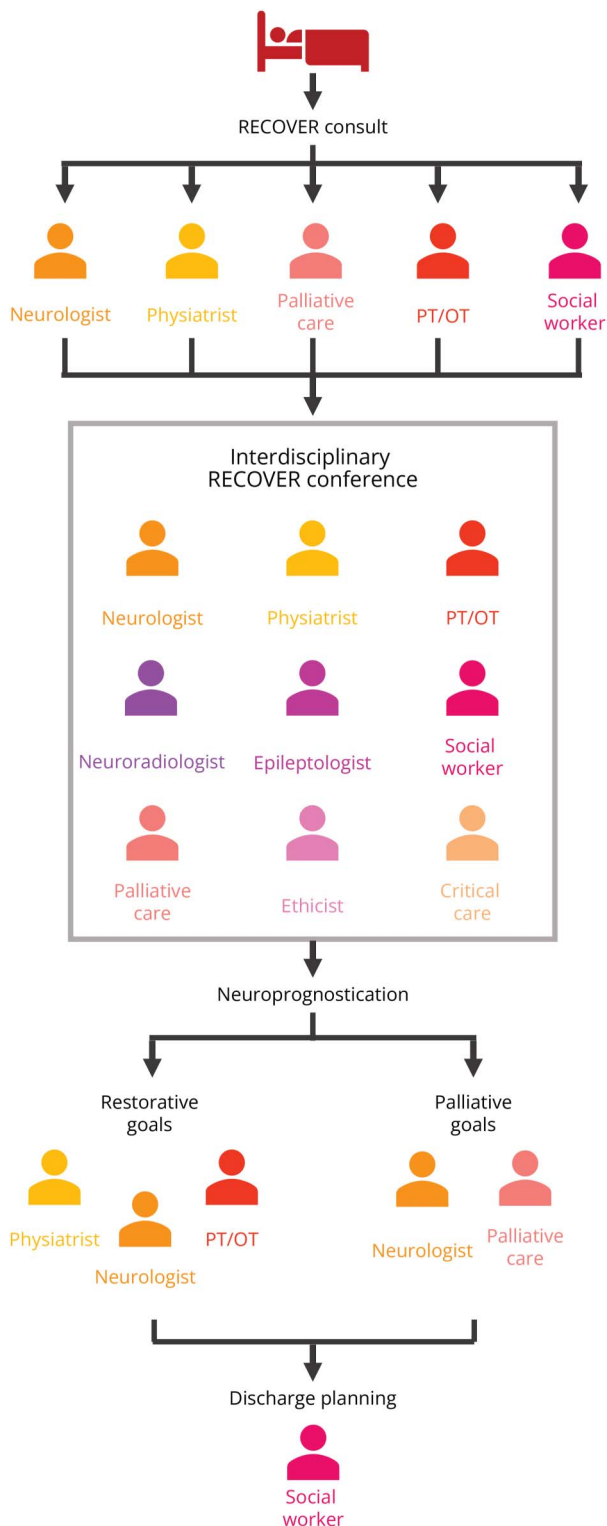 RECOVER consult
Neurologist
Physiatrist
Palliative
care
PT/OT
Social
worker
Interdisciplinary
RECOVER conference
Neurologist
Physiatrist
PT/OT
Neuroradiologist
Epileptologist
Social
worker
Palliative
care
Ethicist
Critical
care
Neuroprognostication
Restorative
goals
Physiatrist
Neurologist
PT/OT
Palliative
goals
Neurologist
Palliative
care
Discharge planning
Social
worker